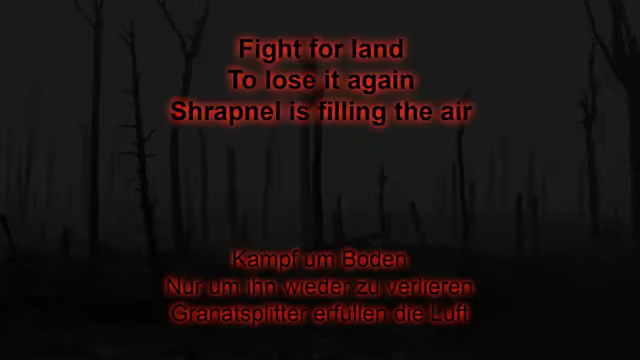 Fight for land
To lose it again
Shrapnel is filling the air
Kampf um Boden
Nur um ihn wieder zu verlieren
Granatsplitter erfüllen die Luft